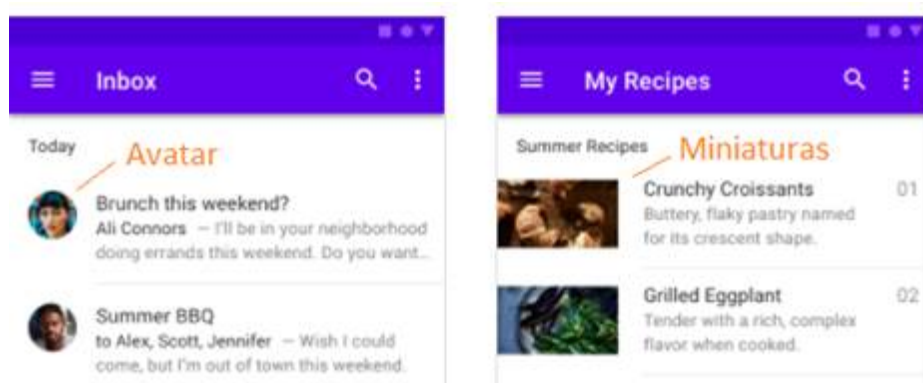 Inbox
Today
Avatar
Brunch this weekend?
Ali Connors — I'll be in your neighborhood
doing errands this weekend. Do you want...
Summer BBQ
to Alex, Scott, Jennifer — Wish I could
come, but I'm out of town this weekend.
My Recipes
Summer Recipes
Miniaturas
Crunchy Croissants 01
Buttery, flaky pastry named
for its crescent shape.
Grilled Eggplant 02
Tender with a rich, complex
flavor when cooked.